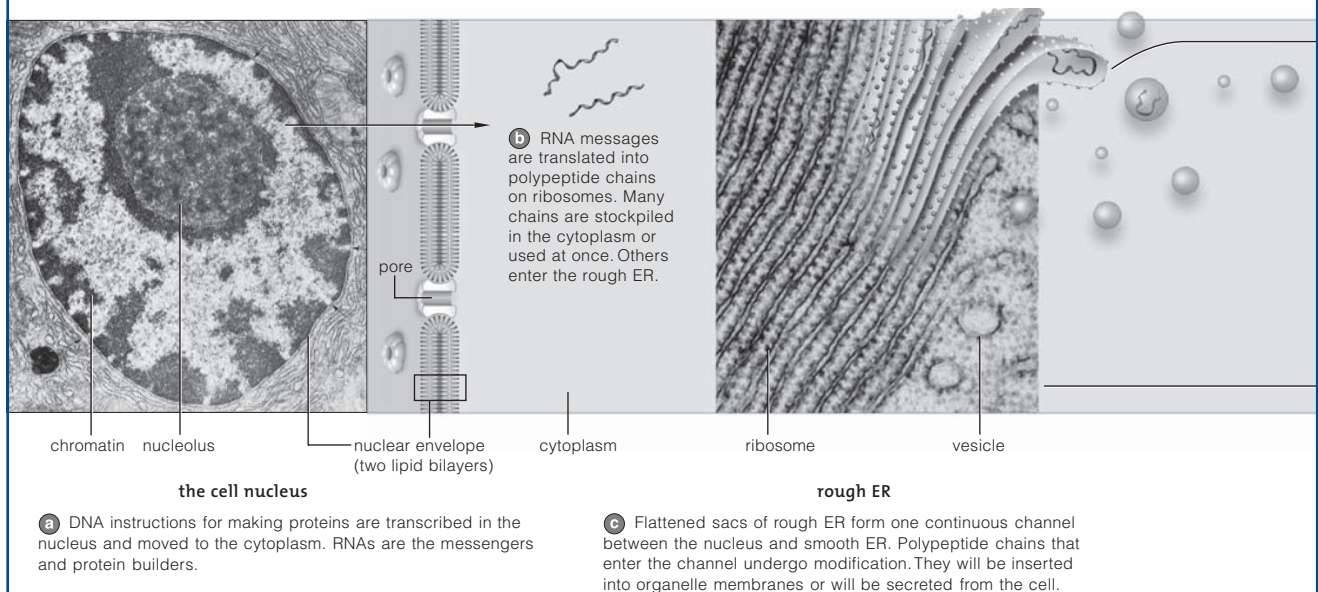 b RNA messages
are translated into
polypeptide chains
on ribosomes. Many
chains are stockpiled
in the cytoplasm or
used at once. Others
enter the rough ER.
pore
chromatin nucleolus
nuclear envelope
(two lipid bilayers)
cytoplasm
ribosome
vesicle
the cell nucleus
rough ER
a DNA instructions for making proteins are transcribed in the
nucleus and moved to the cytoplasm. RNAs are the messengers
and protein builders.
c Flattened sacs of rough ER form one continuous channel
between the nucleus and smooth ER. Polypeptide chains that
enter the channel undergo modification. They will be inserted
into organelle membranes or will be secreted from the cell.